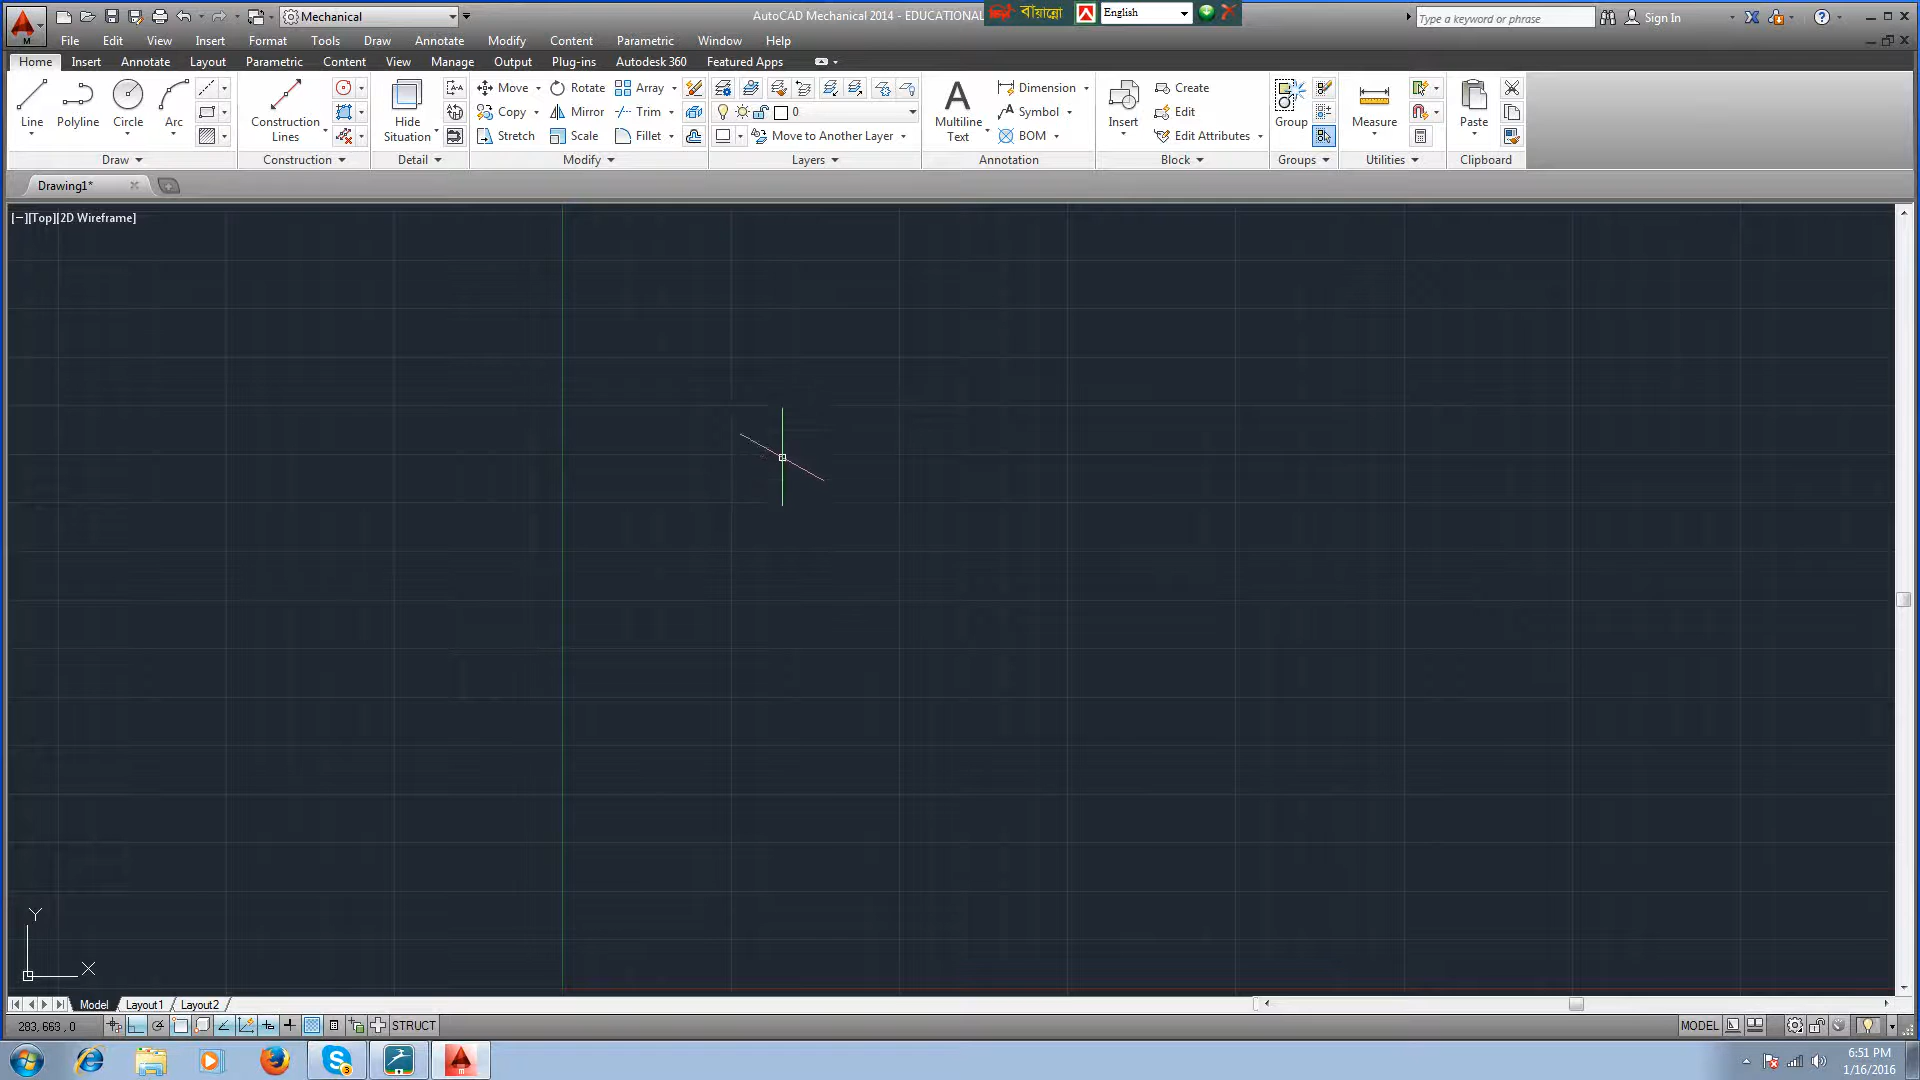 Mechanical
AutoCAD Mechanical 2014 - EDUCATIONAL
বায়ান্নো
English
Type a keyword or phrase
Sign In
File Edit View Insert Format Tools Draw Annotate Modify Content Parametric Window Help
Home Insert Annotate Layout Parametric Content View Manage Output Plug-ins Autodesk 360 Featured Apps
Line
Polyline
Circle
Arc
Draw
Construction Lines
Construction
Hide Situation
Detail
Move Rotate Array
Copy Mirror Trim
Stretch Scale Fillet
Modify
0
Move to Another Layer
Layers
Multiline Text
Dimension
Symbol
BOM
Annotation
Insert
Create
Edit
Edit Attributes
Block
Group
Groups
Measure
Utilities
Paste
Clipboard
Drawing1*
[−][Top][2D Wireframe]
Y
X
Model Layout1 Layout2
283, 663 , 0
STRUCT
MODEL
3
6:51 PM
1/16/2016